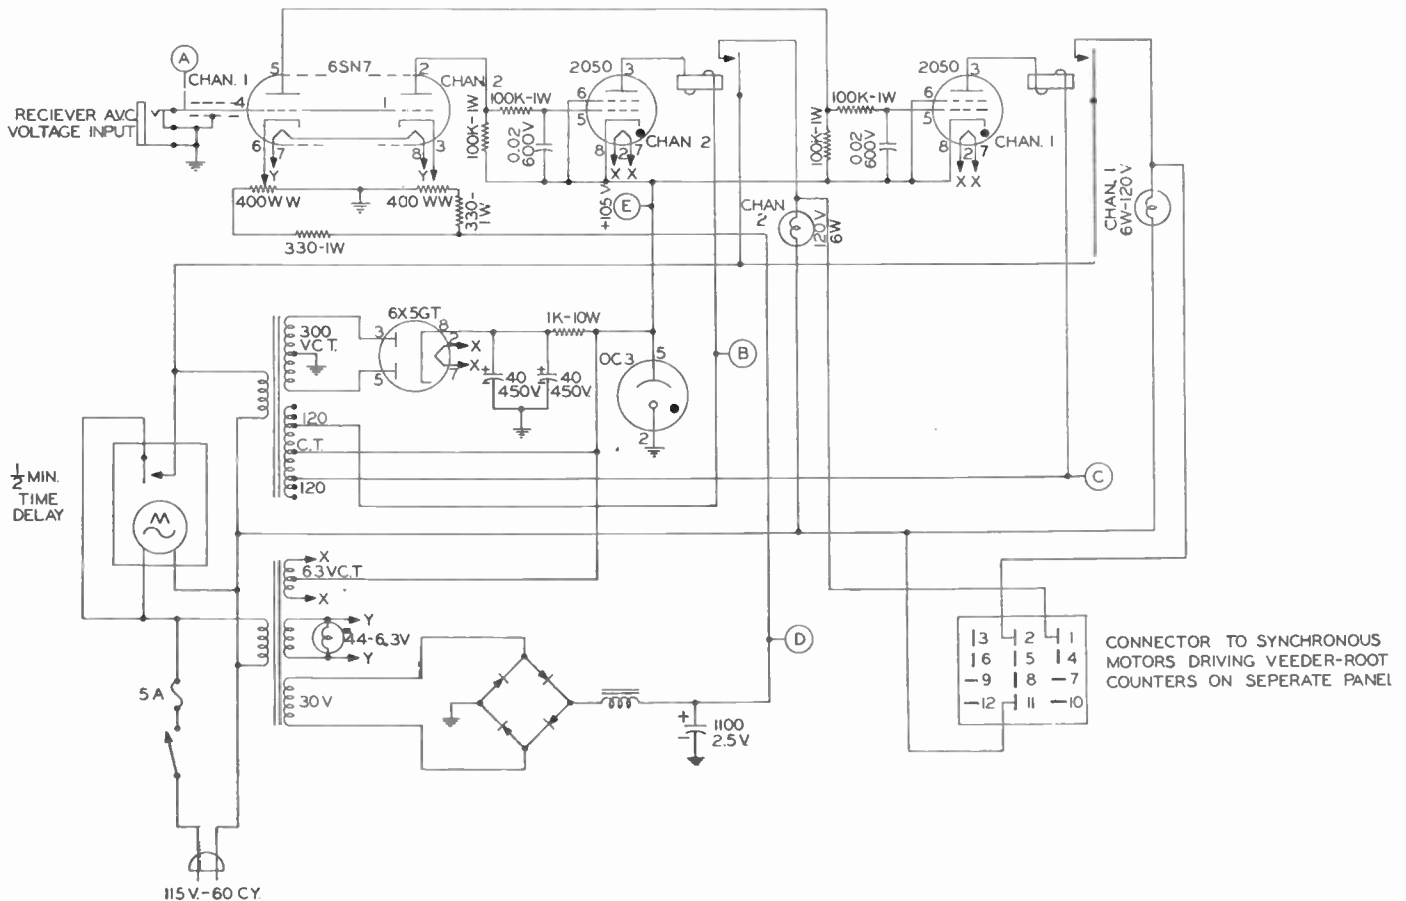 A
CHAN. 1
5
6SN7
2
CHAN 2
4
1
6
7
8
3
Y
Y
RECIEVER A.V.C.
VOLTAGE INPUT
400WW
400 WW
330-1W
330-
1W
100K-1W
100K-1W
0.02
600V
2050
3
6
5
8
2
7
CHAN 2
X X
+105 V
E
CHAN
2
120V
6W
100K-1W
100K-1W
0.02
600V
2050
3
6
5
8
2
7
CHAN. 1
X X
CHAN. 1
6W-120V
300
V.C.T.
6X5GT
3
5
8
2
7
X
X
1K-10W
+
-
40
450V.
+
-
40
450V.
OC3
5
2
B
120
C.T.
120
C
1/2 MIN.
TIME
DELAY
M
X
6.3V.C.T
X
Y
44-6.3V
Y
30V
D
5A
+
-
1100
2.5V.
3 2 1
6 5 4
9 8 7
12 11 10
CONNECTOR TO SYNCHRONOUS
MOTORS DRIVING VEEDER-ROOT
COUNTERS ON SEPERATE PANEL
115V.-60 CY.